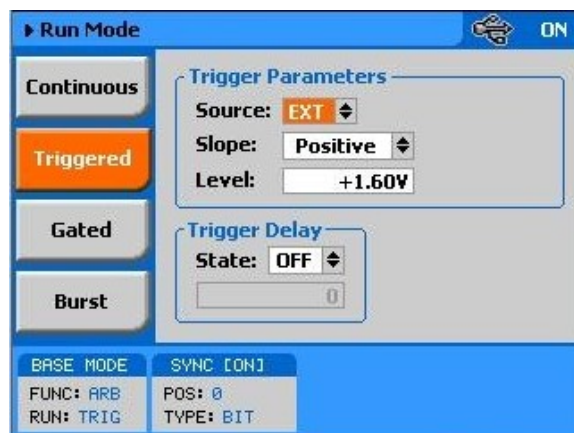 Run Mode
ON
Continuous
Triggered
Gated
Burst
Trigger Parameters
Source: EXT
Slope: Positive
Level: +1.60V
Trigger Delay
State: OFF
0
BASE MODE
FUNC: ARB
RUN: TRIG
SYNC [ON]
POS: 0
TYPE: BIT